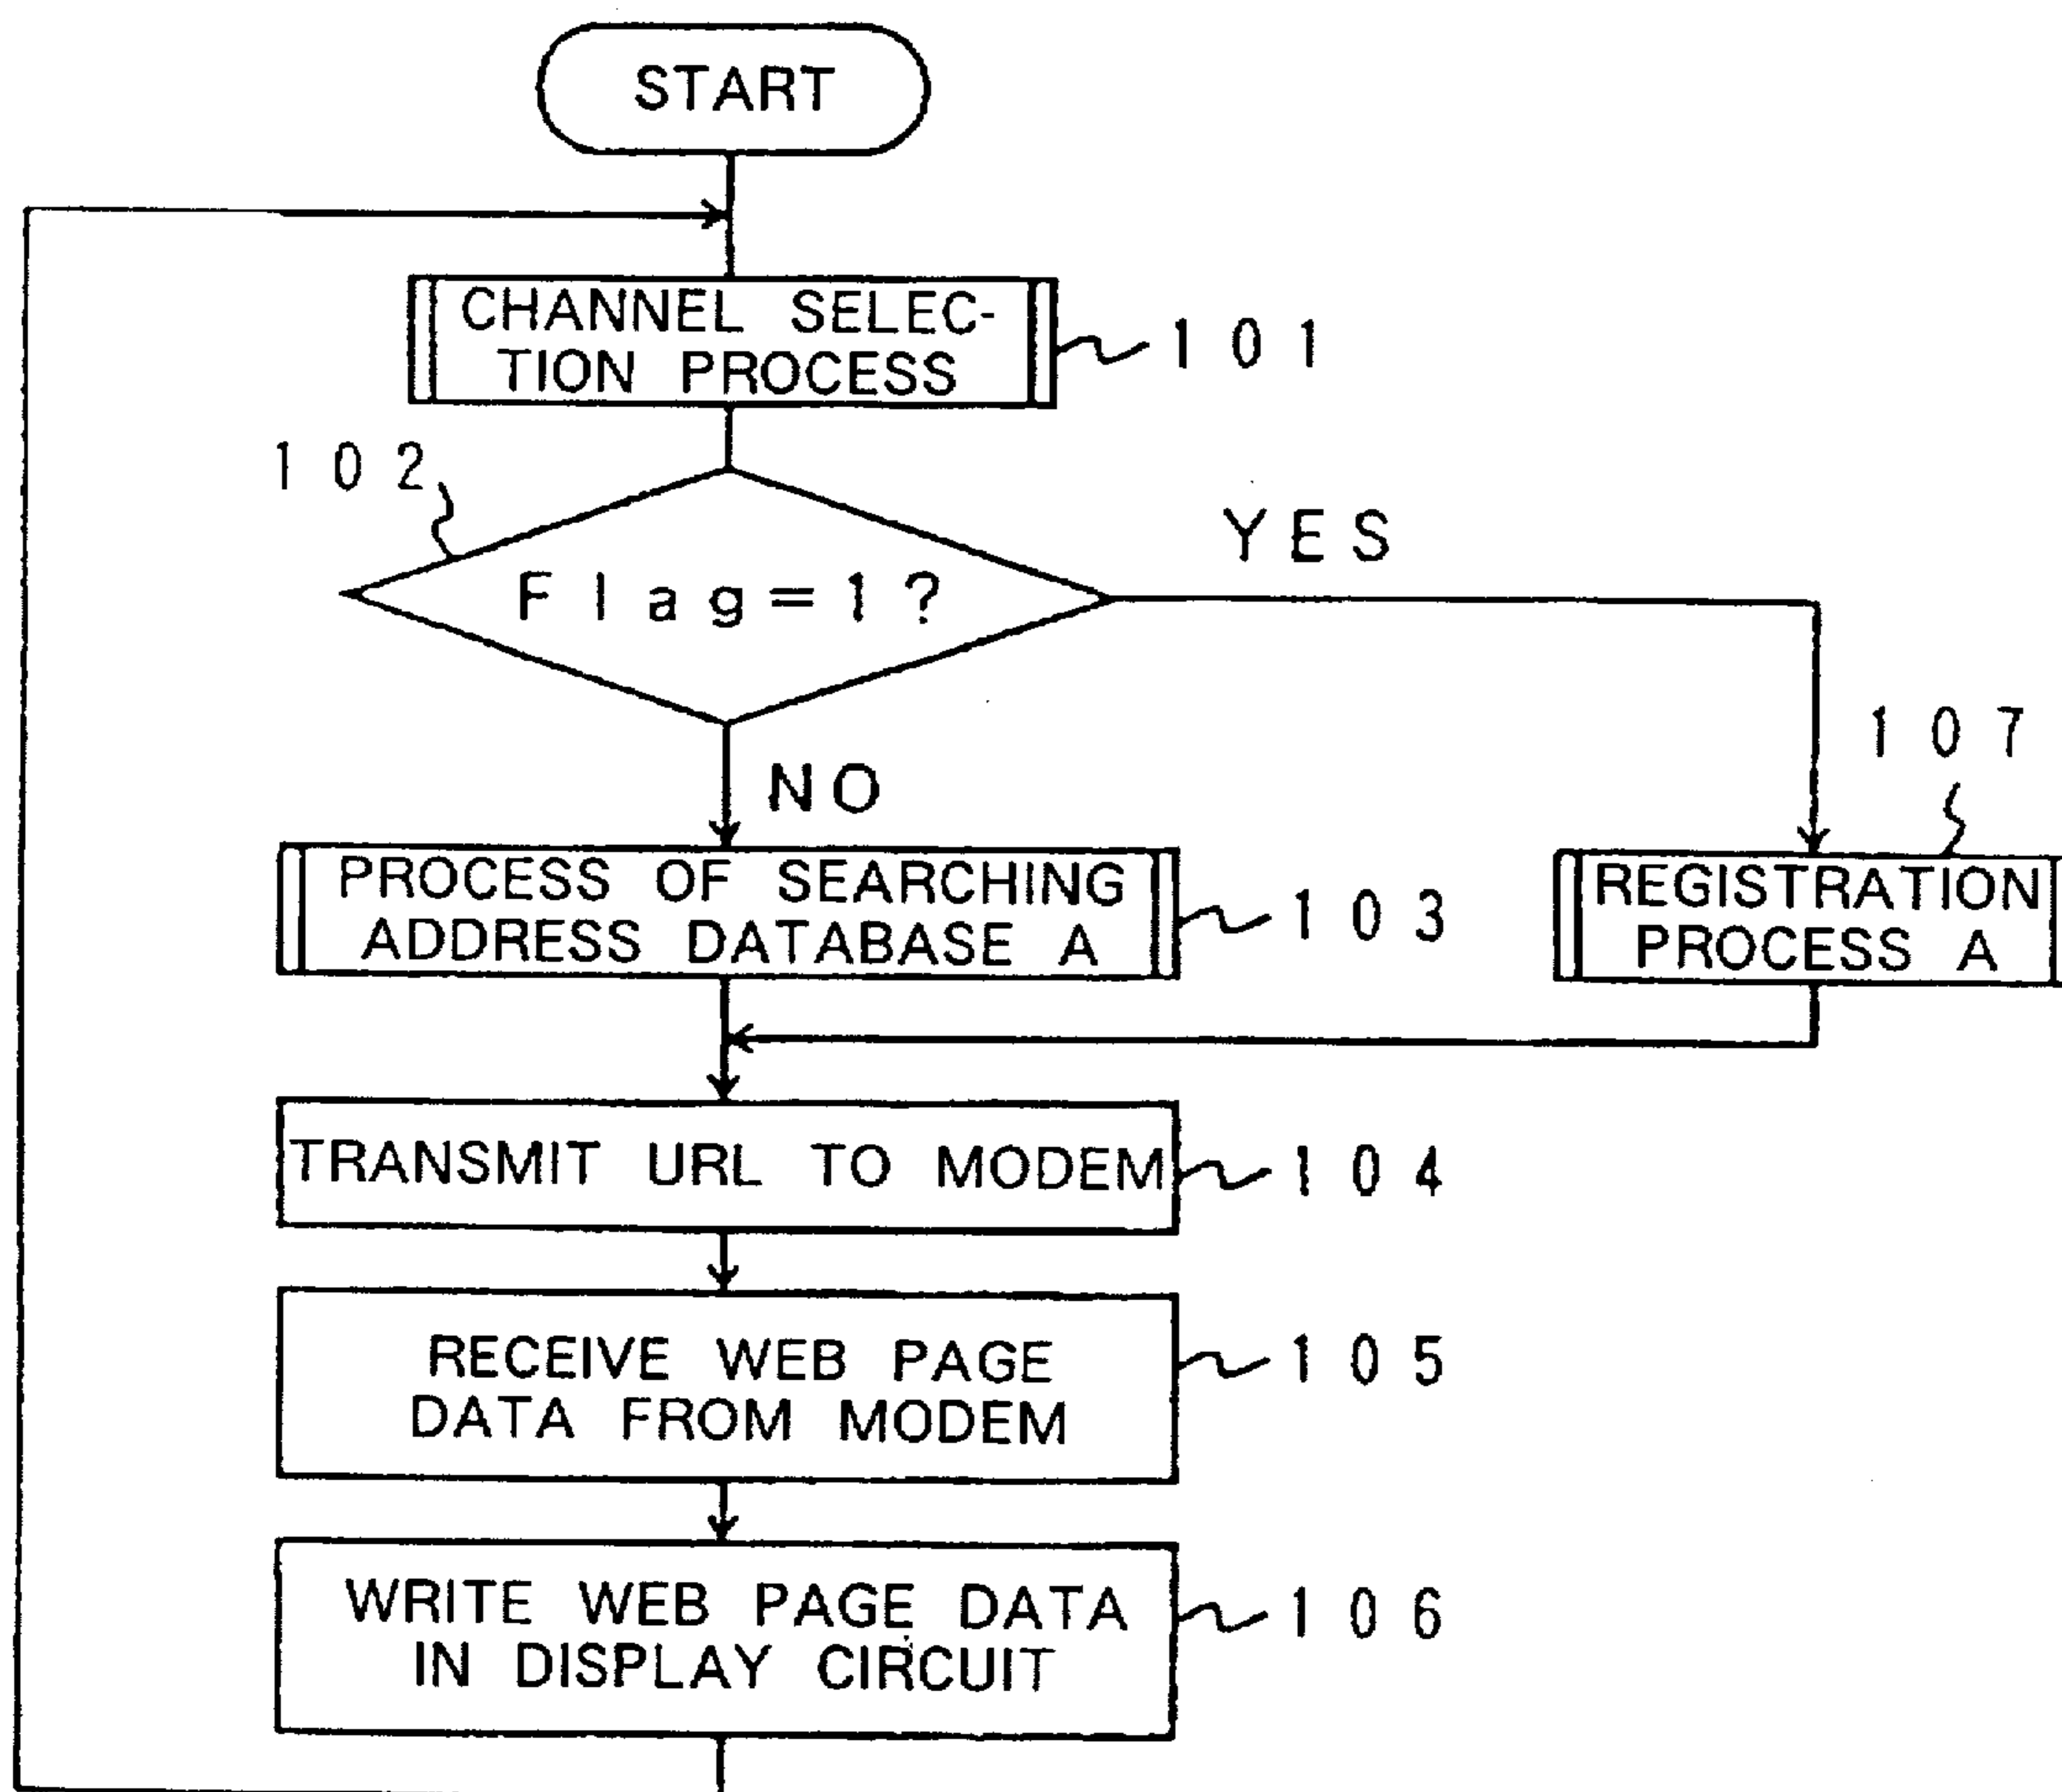 START
CHANNEL SELEC-
TION PROCESS
101
102
Flag=1?
YES
NO
107
PROCESS OF SEARCHING
ADDRESS DATABASE A
103
REGISTRATION
PROCESS A
TRANSMIT URL TO MODEM
104
RECEIVE WEB PAGE
DATA FROM MODEM
105
WRITE WEB PAGE DATA
IN DISPLAY CIRCUIT
106